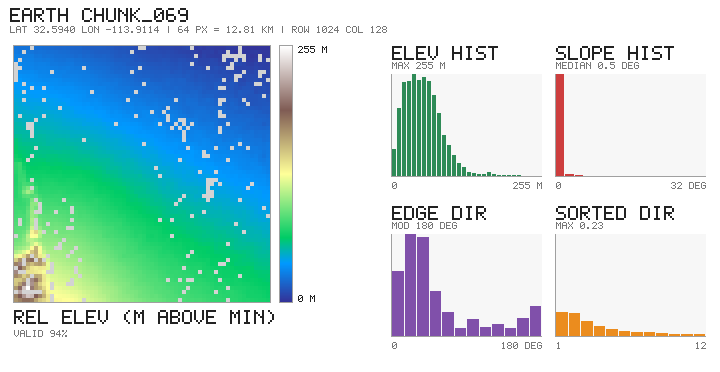 EARTH CHUNK_069
LAT 32.5940 LON -113.9114 | 64 PX = 12.81 KM | ROW 1024 COL 128
255 M
0 M
REL ELEV (M ABOVE MIN)
VALID 94%
ELEV HIST
MAX 255 M
0 255 M
SLOPE HIST
MEDIAN 0.5 DEG
0 32 DEG
EDGE DIR
MOD 180 DEG
0 180 DEG
SORTED DIR
MAX 0.23
1 12